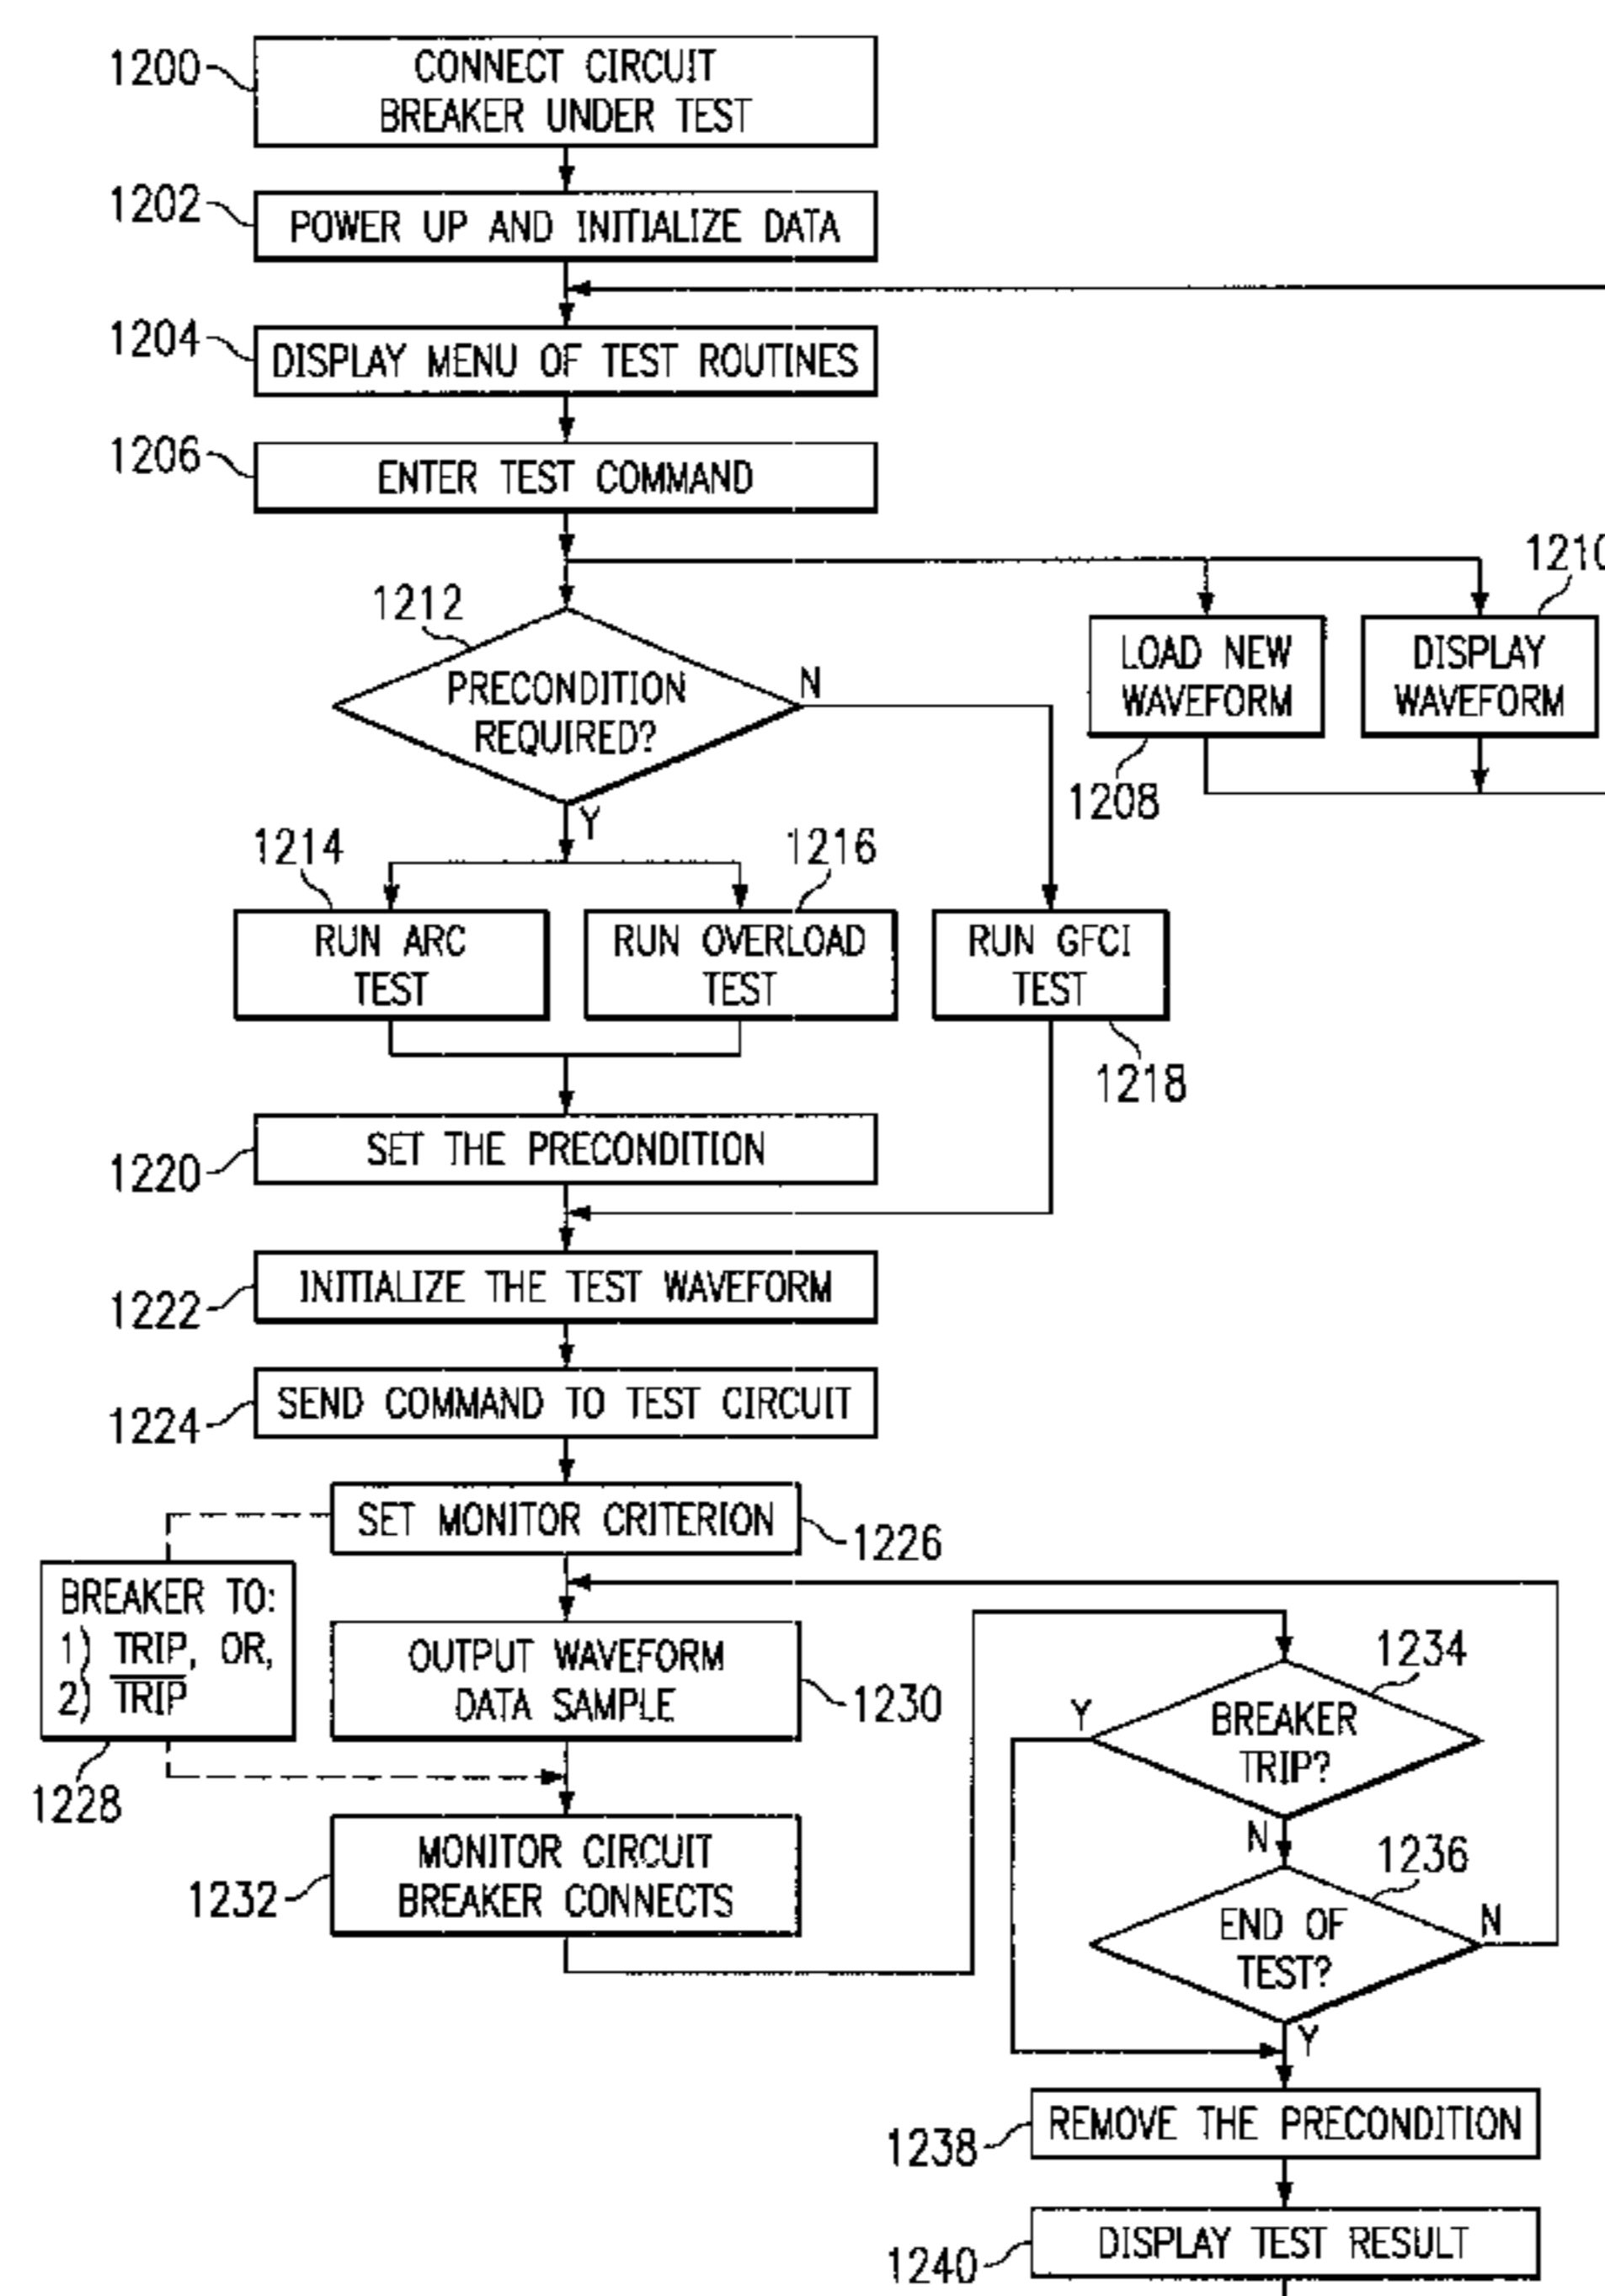 1200
CONNECT CIRCUIT
BREAKER UNDER TEST
1202
POWER UP AND INITIALIZE DATA
1204
DISPLAY MENU OF TEST ROUTINES
1206
ENTER TEST COMMAND
1210
1212
PRECONDITION
REQUIRED?
N
Y
LOAD NEW
WAVEFORM
1208
DISPLAY
WAVEFORM
1214
RUN ARC
TEST
1216
RUN OVERLOAD
TEST
RUN GFCI
TEST
1218
SET THE PRECONDITION
1220
INITIALIZE THE TEST WAVEFORM
1222
SEND COMMAND TO TEST CIRCUIT
1224
SET MONITOR CRITERION
1226
BREAKER TO:
1) TRIP, OR,
2) T̅R̅I̅P̅
1228
OUTPUT WAVEFORM
DATA SAMPLE
1230
MONITOR CIRCUIT
BREAKER CONNECTS
1232
1234
BREAKER
TRIP?
Y
N
1236
END OF
TEST?
N
Y
REMOVE THE PRECONDITION
1238
DISPLAY TEST RESULT
1240